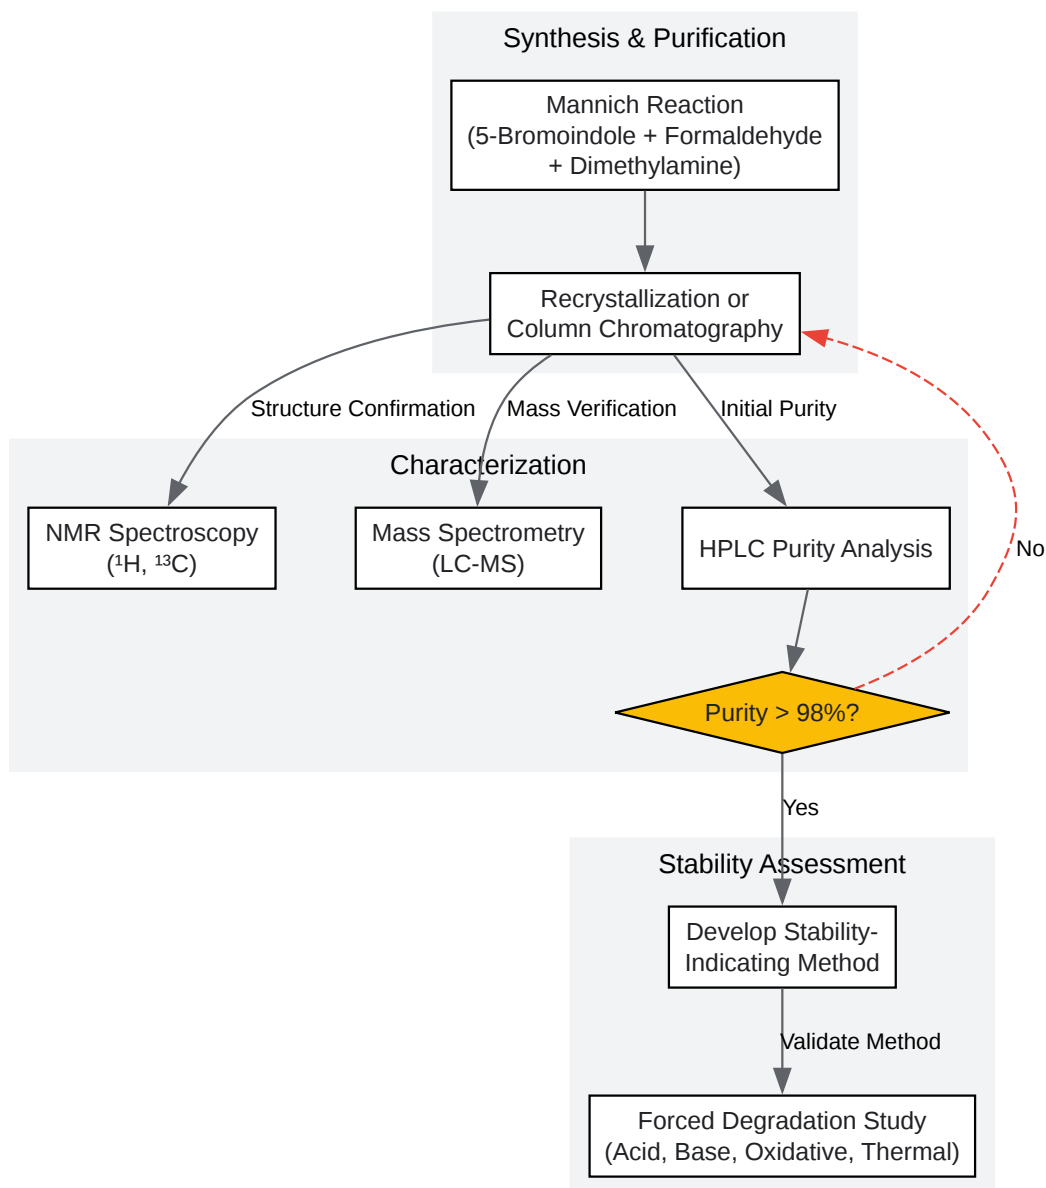 Synthesis & Purification
Mannich Reaction
(5-Bromoindole + Formaldehyde
+ Dimethylamine)
Recrystallization or
Column Chromatography
Structure Confirmation
Mass Verification
Initial Purity
Characterization
NMR Spectroscopy
(¹H, ¹³C)
Mass Spectrometry
(LC-MS)
HPLC Purity Analysis
No
Purity > 98%?
Yes
Stability Assessment
Develop Stability-
Indicating Method
Validate Method
Forced Degradation Study
(Acid, Base, Oxidative, Thermal)